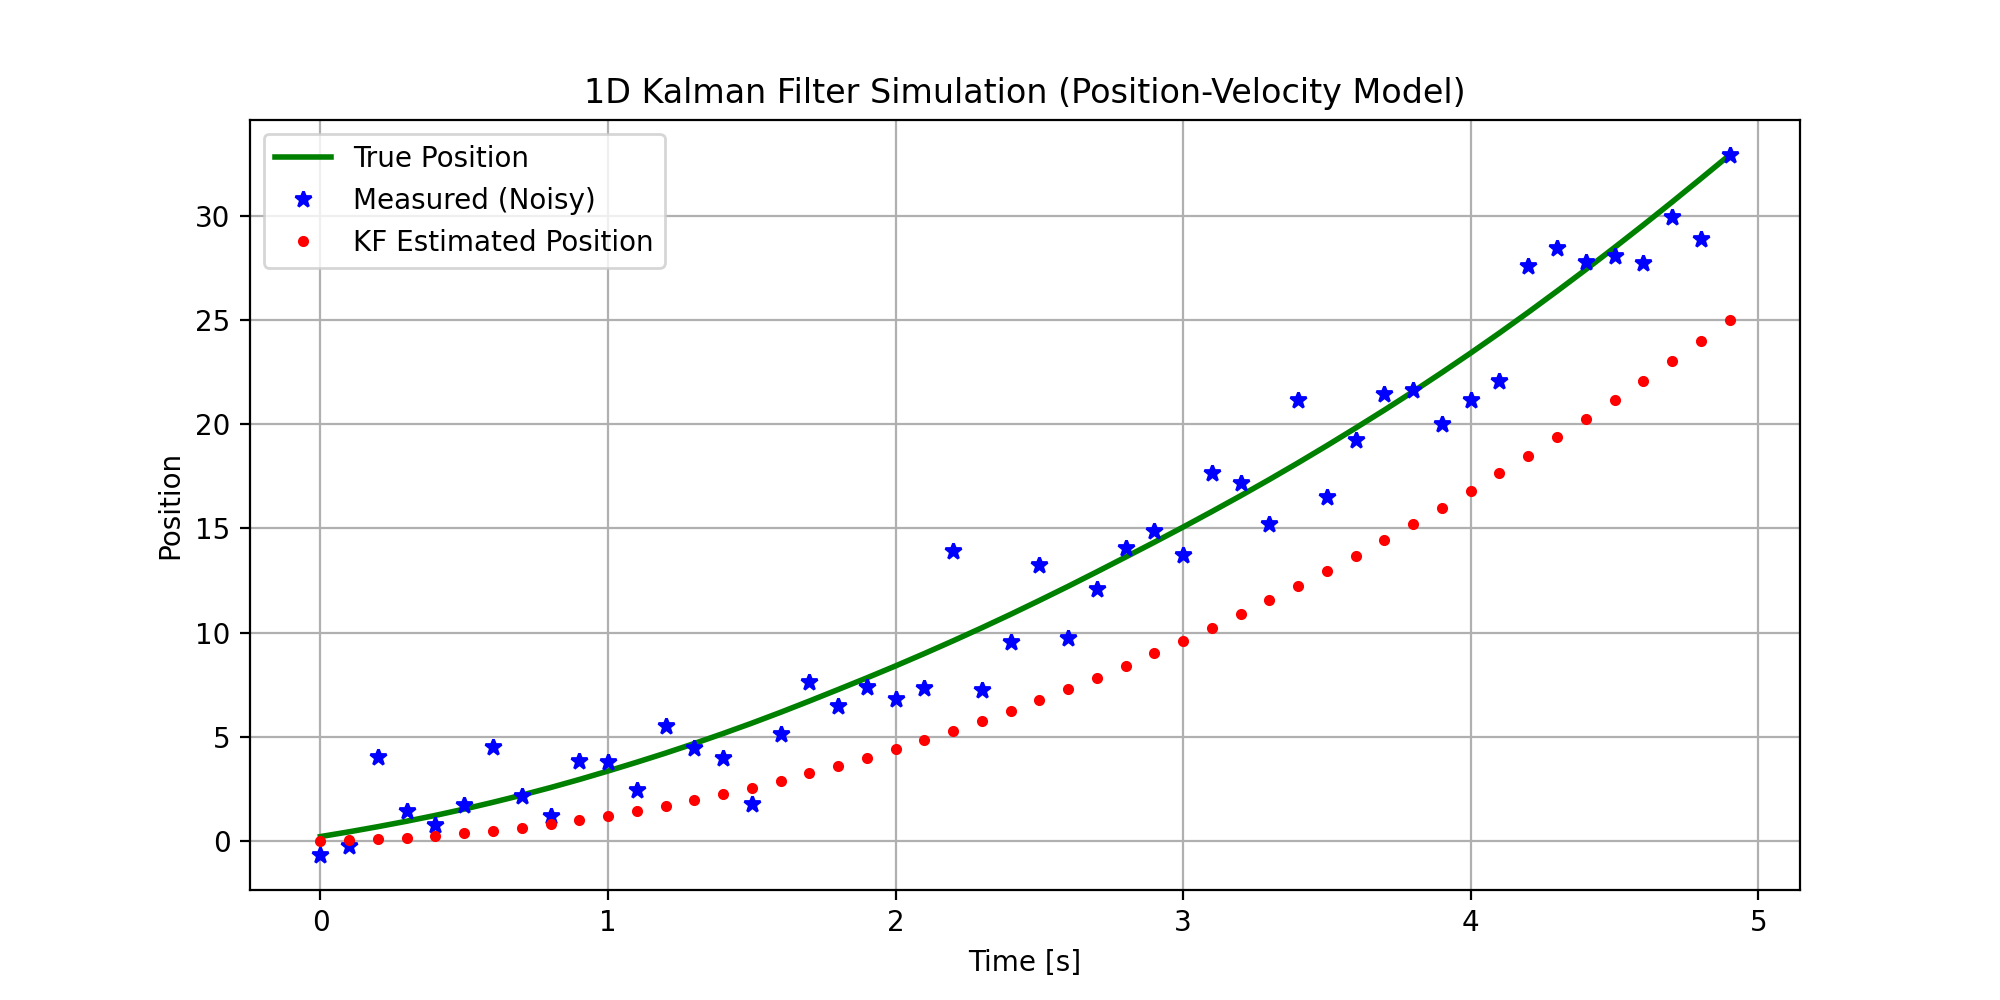 1D Kalman Filter Simulation (Position-Velocity Model)
True Position
Measured (Noisy)
KF Estimated Position
30
25
20
15
10
5
0
Position
0 1 2 3 4 5
Time [s]